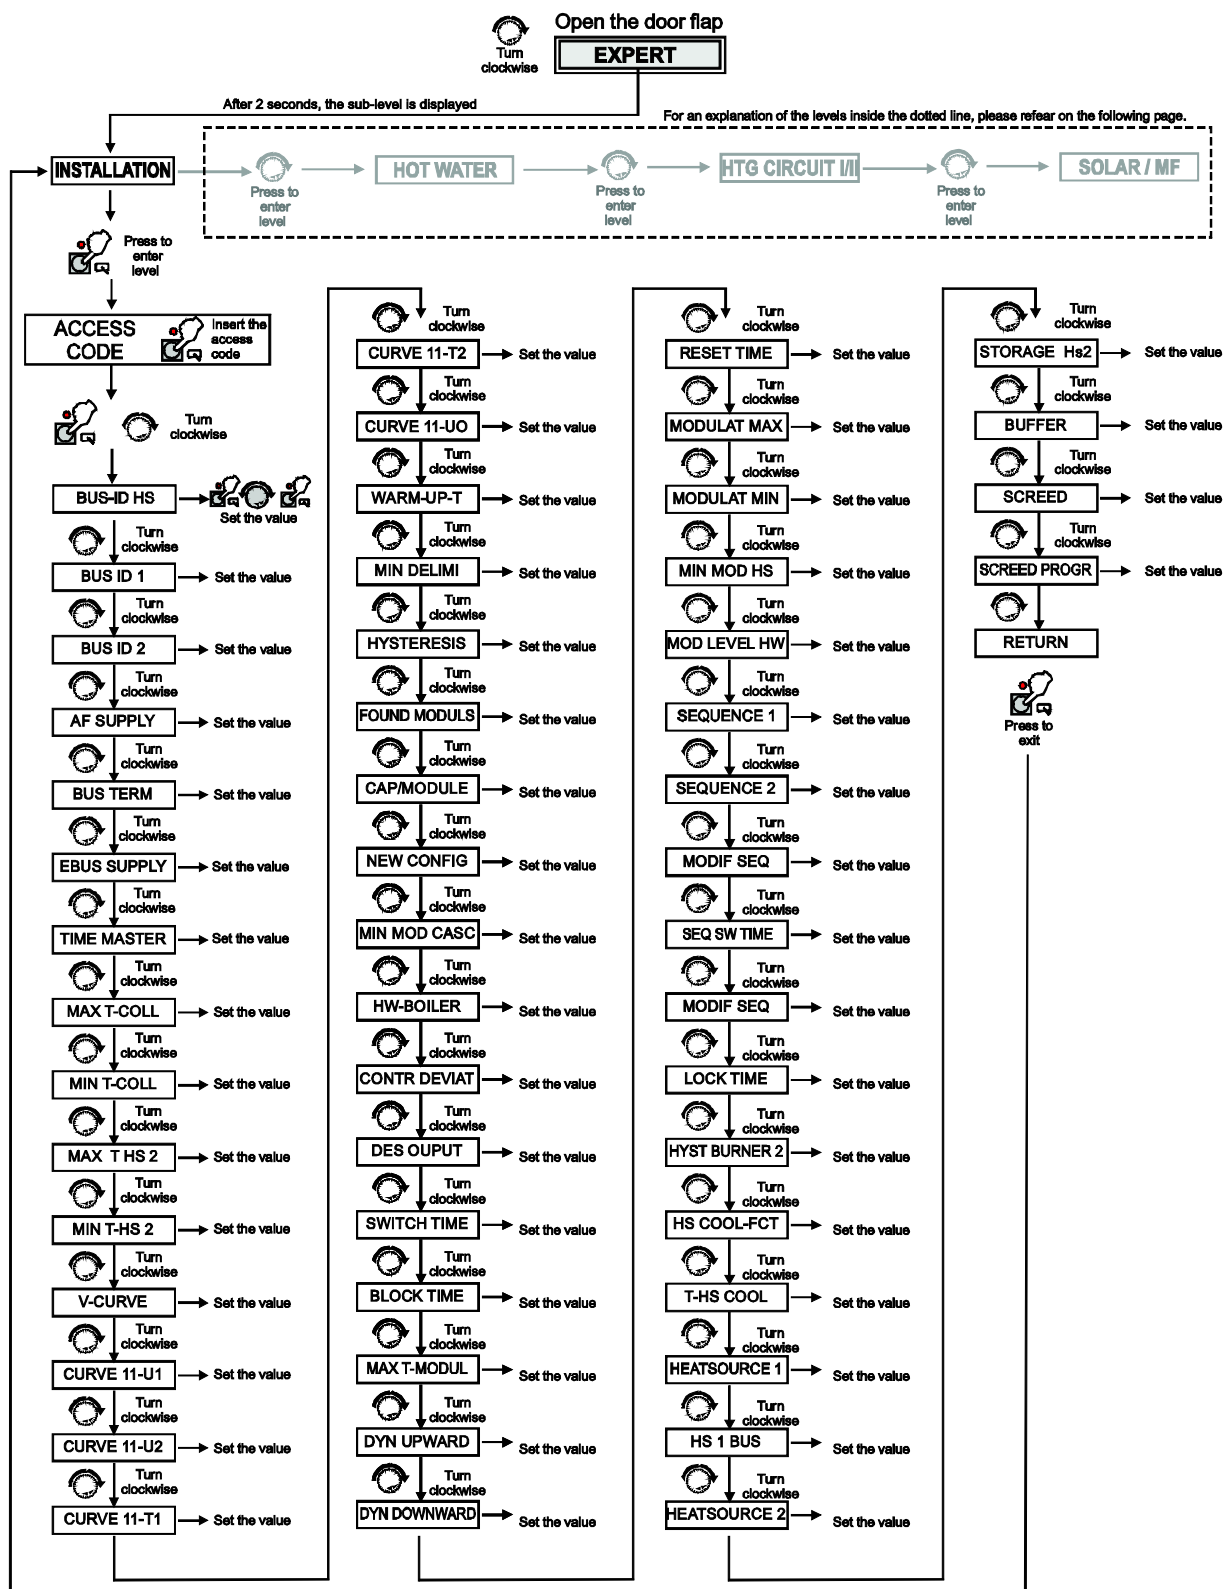 Open the door flap
Turn
clockwise
EXPERT
After 2 seconds, the sub-level is displayed
For an explanation of the levels inside the dotted line, please refear on the following page.
INSTALLATION
Press to
enter
level
HOT WATER
Press to
enter
level
HTG CIRCUIT I/II
Press to
enter
level
SOLAR / MF
Press to
enter
level
ACCESS
CODE
Insert the
access
code
Turn
clockwise
BUS-ID HS
Set the value
Turn
clockwise
BUS ID 1
Set the value
Turn
clockwise
BUS ID 2
Set the value
Turn
clockwise
AF SUPPLY
Set the value
Turn
clockwise
BUS TERM
Set the value
Turn
clockwise
EBUS SUPPLY
Set the value
Turn
clockwise
TIME MASTER
Set the value
Turn
clockwise
MAX T-COLL
Set the value
Turn
clockwise
MIN T-COLL
Set the value
Turn
clockwise
MAX T HS 2
Set the value
Turn
clockwise
MIN T-HS 2
Set the value
Turn
clockwise
V-CURVE
Set the value
Turn
clockwise
CURVE 11-U1
Set the value
Turn
clockwise
CURVE 11-U2
Set the value
Turn
clockwise
CURVE 11-T1
Set the value
Turn
clockwise
CURVE 11-T2
Set the value
Turn
clockwise
CURVE 11-UO
Set the value
Turn
clockwise
WARM-UP-T
Set the value
Turn
clockwise
MIN DELIMI
Set the value
Turn
clockwise
HYSTERESIS
Set the value
Turn
clockwise
FOUND MODULS
Set the value
Turn
clockwise
CAP/MODULE
Set the value
Turn
clockwise
NEW CONFIG
Set the value
Turn
clockwise
MIN MOD CASC
Set the value
Turn
clockwise
HW-BOILER
Set the value
Turn
clockwise
CONTR DEVIAT
Set the value
Turn
clockwise
DES OUPUT
Set the value
Turn
clockwise
SWITCH TIME
Set the value
Turn
clockwise
BLOCK TIME
Set the value
Turn
clockwise
MAX T-MODUL
Set the value
Turn
clockwise
DYN UPWARD
Set the value
Turn
clockwise
DYN DOWNWARD
Set the value
Turn
clockwise
RESET TIME
Set the value
Turn
clockwise
MODULAT MAX
Set the value
Turn
clockwise
MODULAT MIN
Set the value
Turn
clockwise
MIN MOD HS
Set the value
Turn
clockwise
MOD LEVEL HW
Set the value
Turn
clockwise
SEQUENCE 1
Set the value
Turn
clockwise
SEQUENCE 2
Set the value
Turn
clockwise
MODIF SEQ
Set the value
Turn
clockwise
SEQ SW TIME
Set the value
Turn
clockwise
MODIF SEQ
Set the value
Turn
clockwise
LOCK TIME
Set the value
Turn
clockwise
HYST BURNER 2
Set the value
Turn
clockwise
HS COOL-FCT
Set the value
Turn
clockwise
T-HS COOL
Set the value
Turn
clockwise
HEATSOURCE 1
Set the value
Turn
clockwise
HS 1 BUS
Set the value
Turn
clockwise
HEATSOURCE 2
Set the value
Turn
clockwise
STORAGE Hs2
Set the value
Turn
clockwise
BUFFER
Set the value
Turn
clockwise
SCREED
Set the value
Turn
clockwise
SCREED PROGR
Set the value
Turn
clockwise
RETURN
Press to
exit